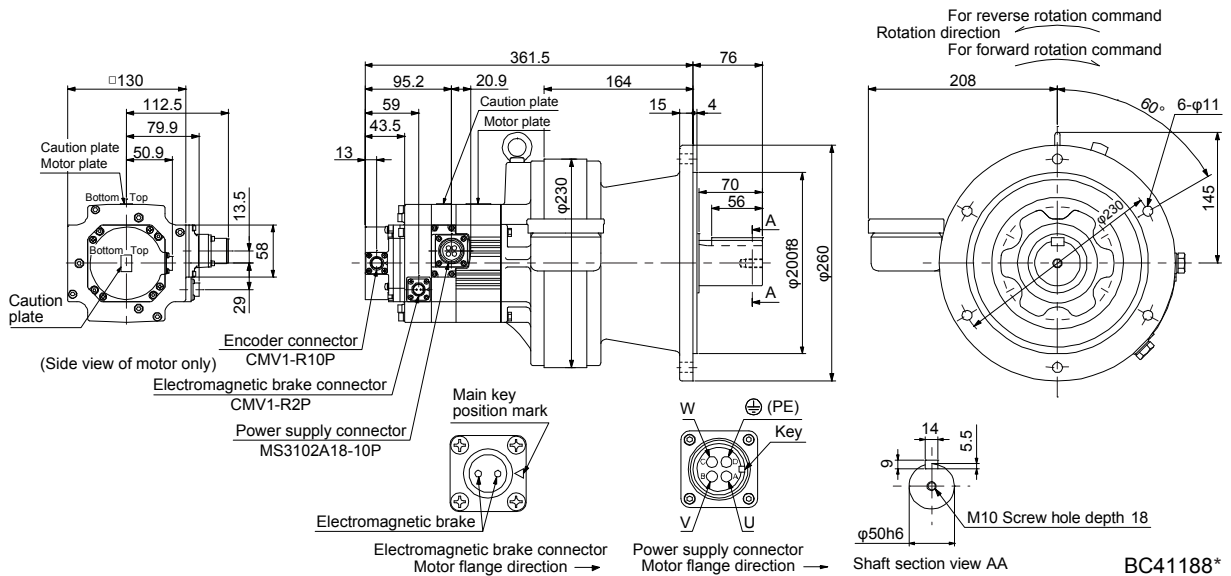 For reverse rotation command
Rotation direction
For forward rotation command
361.5
76
95.2
20.9
164
□130
112.5
79.9
50.9
59
43.5
13
Caution plate
Motor plate
15
4
208
60°
6-φ11
145
Caution plate
Motor plate
Bottom Top
Bottom Top
13.5
58
29
Caution
plate
φ230
70
56
A
A
φ200f8
φ260
φ230
(Side view of motor only)
Encoder connector
CMV1-R10P
Electromagnetic brake connector
CMV1-R2P
Power supply connector
MS3102A18-10P
Main key
position mark
Electromagnetic brake
Electromagnetic brake connector
Motor flange direction
W
(PE)
Key
C
D
B
A
V
U
Power supply connector
Motor flange direction
14
5.5
9
M10 Screw hole depth 18
φ50h6
Shaft section view AA
BC41188*